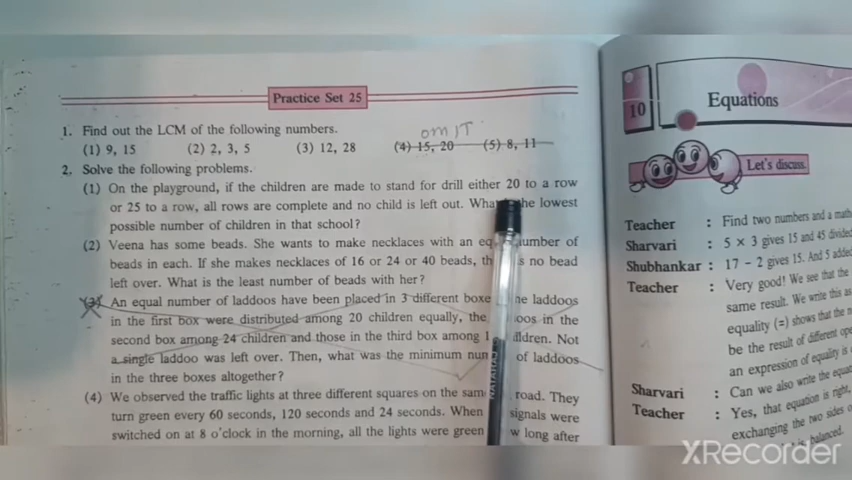 Practice Set 25
1. Find out the LCM of the following numbers.
OMIT
(1) 9, 15 (2) 2, 3, 5 (3) 12, 28 (4) 15, 20 (5) 8, 11
2. Solve the following problems.
(1) On the playground, if the children are made to stand for drill either 20 to a row
or 25 to a row, all rows are complete and no child is left out. What the lowest
possible number of children in that school?
(2) Veena has some beads. She wants to make necklaces with an umber of
beads in each. If she makes necklaces of 16 or 24 or 40 beads, th s no bead
left over. What is the least number of beads with her?
(3) An equal number of laddoos have been placed in 3 different boxe he laddoos
in the first box were distributed among 20 children equally, the oos in the
second box among 24 children and those in the third box among 1 ldren. Not
a single laddoo was left over. Then, what was the minimum num of laddoos
in the three boxes altogether?
(4) We observed the traffic lights at three different squares on the sam road. They
turn green every 60 seconds, 120 seconds and 24 seconds. When signals were
switched on at 8 o'clock in the morning, all the lights were green w long after
NATARAJ
10
Equations
Let's discuss.
Teacher : Find two numbers and a math
Sharvari : 5 × 3 gives 15 and 45 divided
Shubhankar : 17 – 2 gives 15. And 5 added
Teacher : Very good! We see that the
same result. We write this as
equality (=) shows that the n
be the result of different ope
an expression of equality is
Sharvari : Can we also write the equa
Teacher : Yes, that equation is right,
exchanging the two sides o
is balanced.
XRecorder